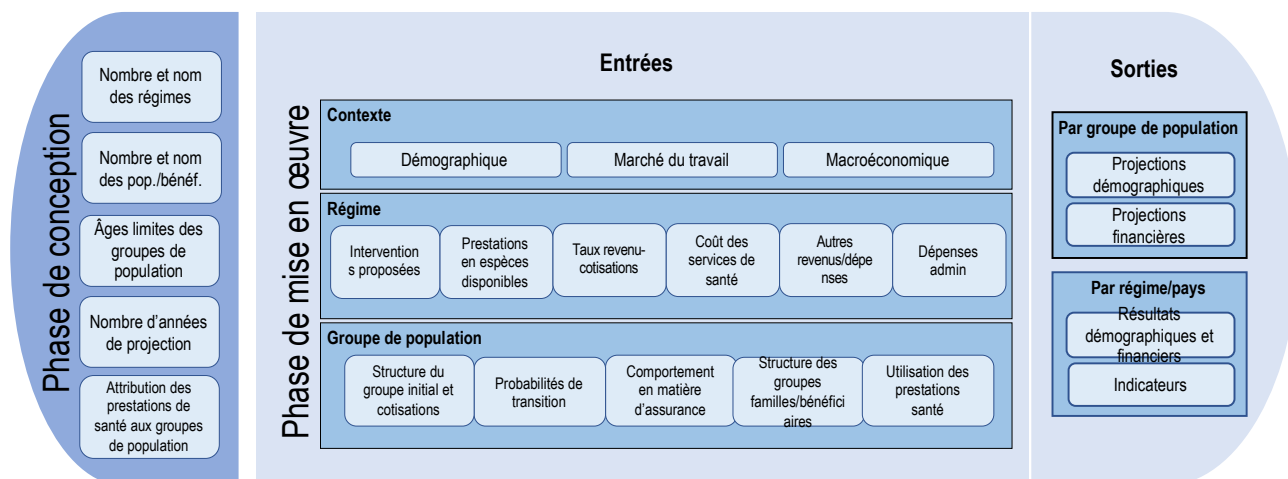 Phase de conception
Nombre et nom
des régimes
Nombre et nom
des pop./bénéf.
Âges limites des
groupes de
population
Nombre d’années
de projection
Attribution des
prestations de
santé aux groupes
de population
Phase de mise en œuvre
Entrées
Contexte
Démographique
Marché du travail
Macroéconomique
Régime
Intervention
s proposées
Prestations
en espèces
disponibles
Taux revenu-
cotisations
Coût des
services de
santé
Autres
revenus/dépe
nses
Dépenses
admin
Groupe de population
Structure du
groupe initial et
cotisations
Probabilités de
transition
Comportement
en matière
d’assurance
Structure des
groupes
familles/bénéfici
aires
Utilisation des
prestations
santé
Sorties
Par groupe de population
Projections
démographiques
Projections
financières
Par régime/pays
Résultats
démographiques et
financiers
Indicateurs